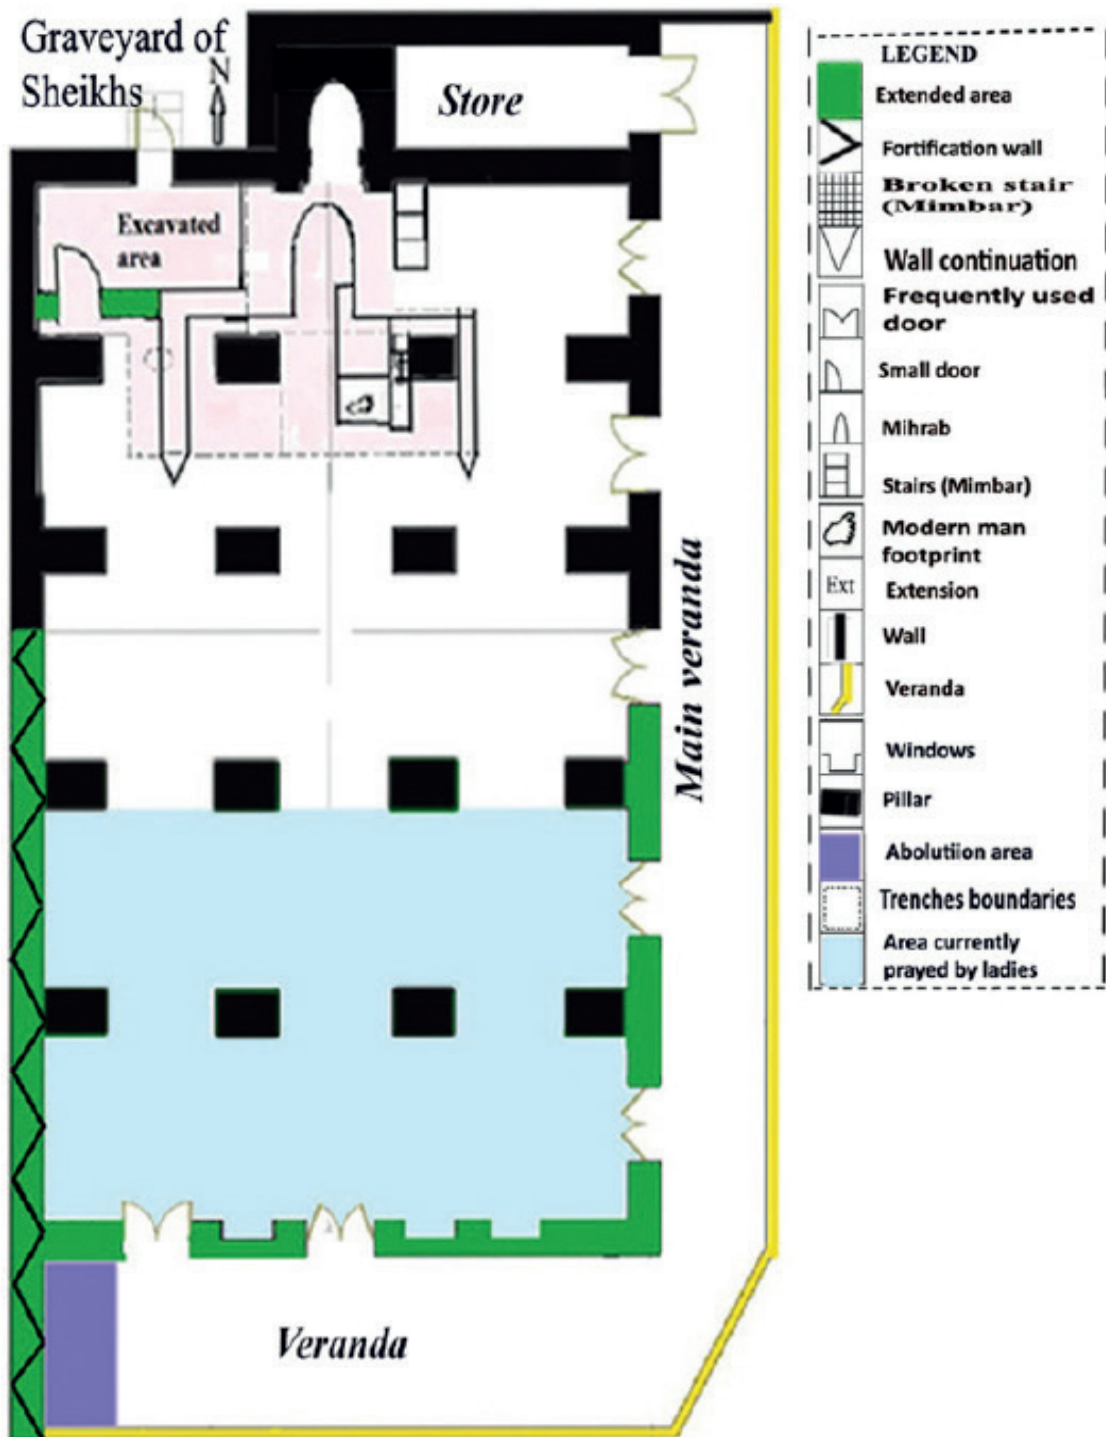 Graveyard of
Sheikhs
N
Store
Excavated
area
Main veranda
Veranda
LEGEND
Extended area
Fortification wall
Broken stair
(Mimbar)
Wall continuation
Frequently used
door
Small door
Mihrab
Stairs (Mimbar)
Modern man
footprint
Ext
Extension
Wall
Veranda
Windows
Pillar
Abolutiion area
Trenches boundaries
Area currently
prayed by ladies